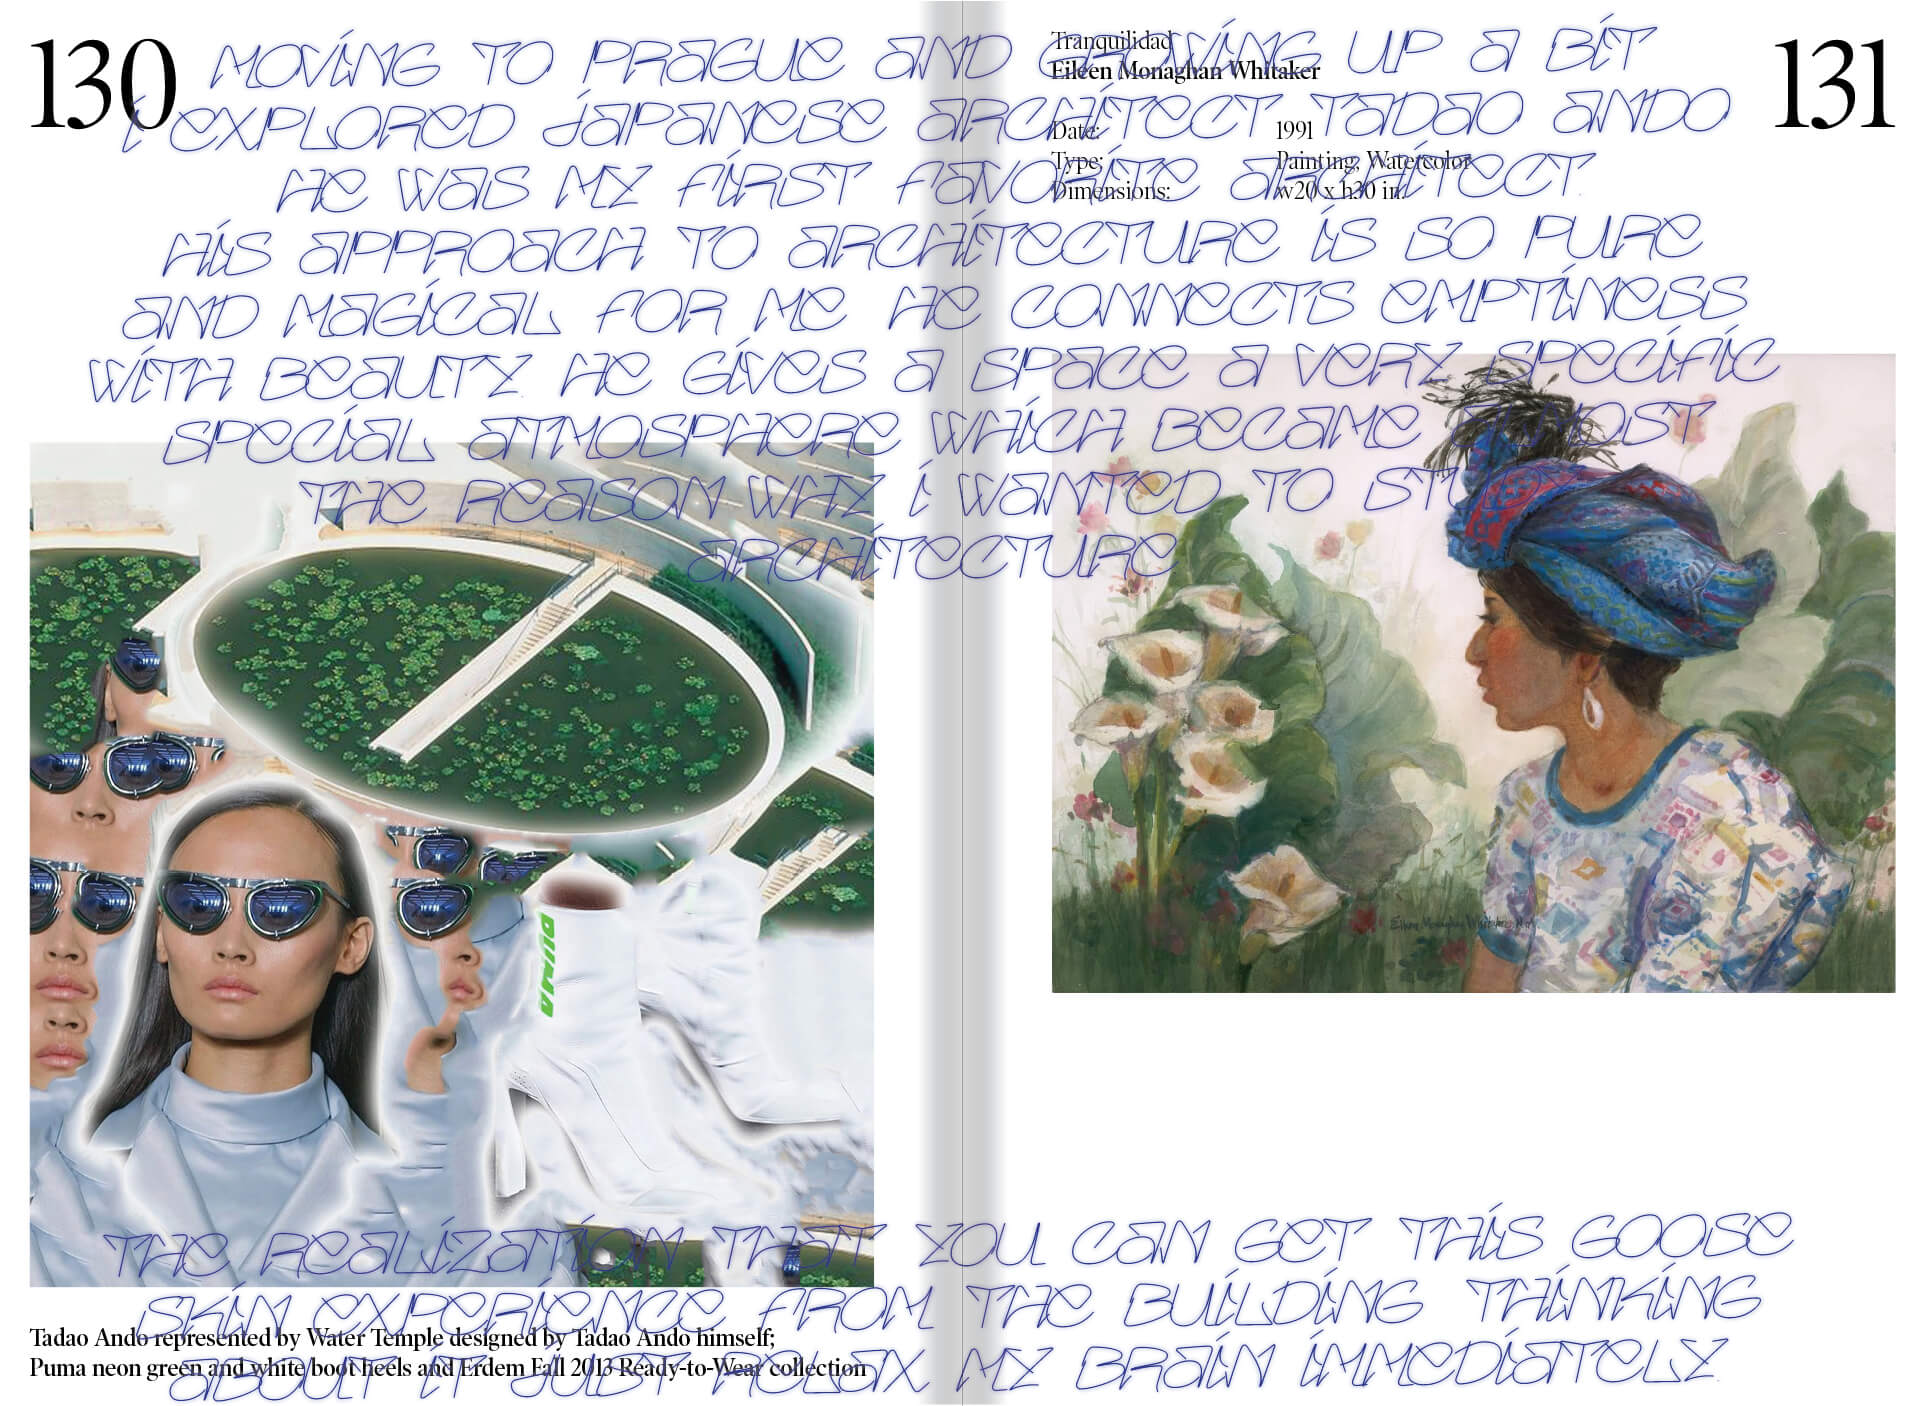 130
131
MOVING TO PRAGUE AND GROWING UP A BIT
I EXPLORED JAPANESE ARCHITECT TADAO ANDO
HE WAS MY FIRST FAVORITE ARCHITECT.
HIS APPROACH TO ARCHITECTURE IS SO PURE
AND MAGICAL FOR ME HE CONNECTS EMPTINESS
WITH BEAUTY. HE GIVES A SPACE A VERY SPECIFIC
SPECIAL ATMOSPHERE WHICH BECAME ALMOST
THE REASON WHY I WANTED TO STUDY
ARCHITECTURE
Tranquilidad
Eileen Monaghan Whitaker
Date: 1991
Type: Painting, Watercolor
Dimensions: w20 x h30 in.
PUMA
Eileen Monaghan Whitaker N.A.
THE REALIZATION THAT YOU CAN GET THIS GOOSE
SKIN EXPERIENCE FROM THE BUILDING THINKING
ABOUT IT JUST RELAX MY BRAIN IMMEDIATELY.
Tadao Ando represented by Water Temple designed by Tadao Ando himself;
Puma neon green and white boot heels and Erdem Fall 2013 Ready-to-Wear collection